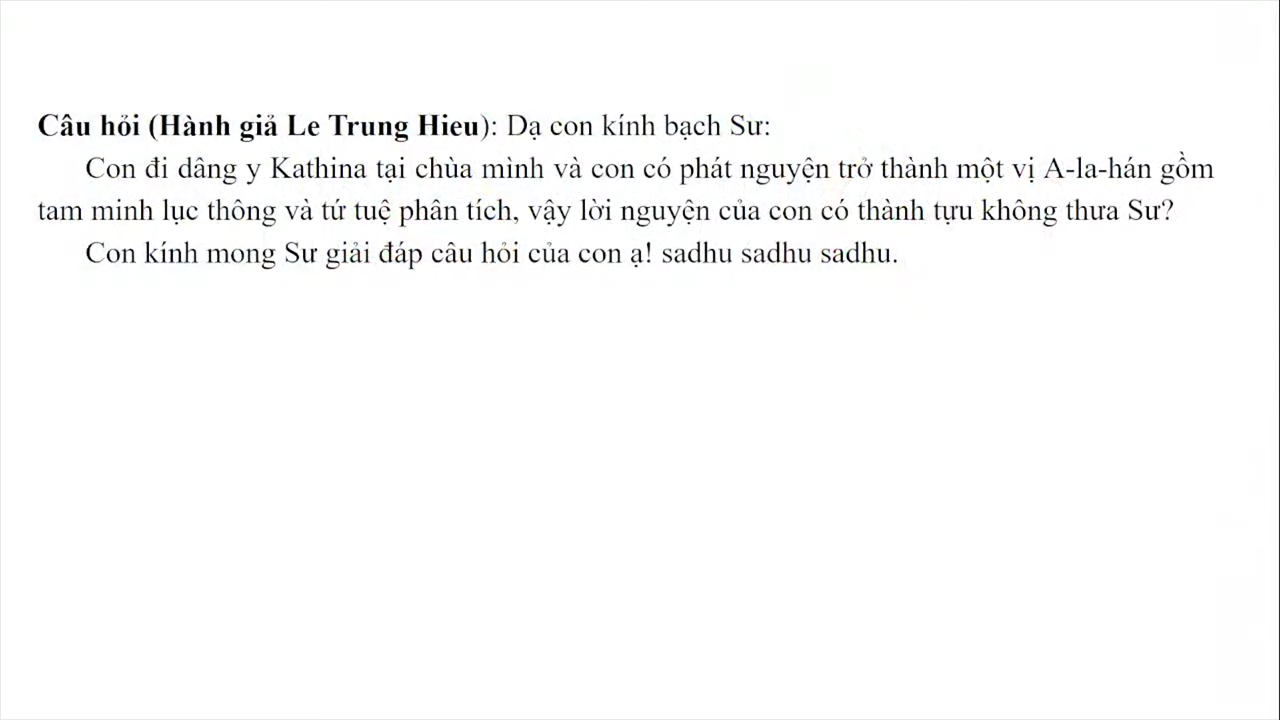 Câu hỏi (Hành giả Le Trung Hieu): Dạ con kính bạch Sư:
Con đi dâng y Kathina tại chùa mình và con có phát nguyện trở thành một vị A-la-hán gồm
tam minh lục thông và tứ tuệ phân tích, vậy lời nguyện của con có thành tựu không thưa Sư?
Con kính mong Sư giải đáp câu hỏi của con ạ! sadhu sadhu sadhu.